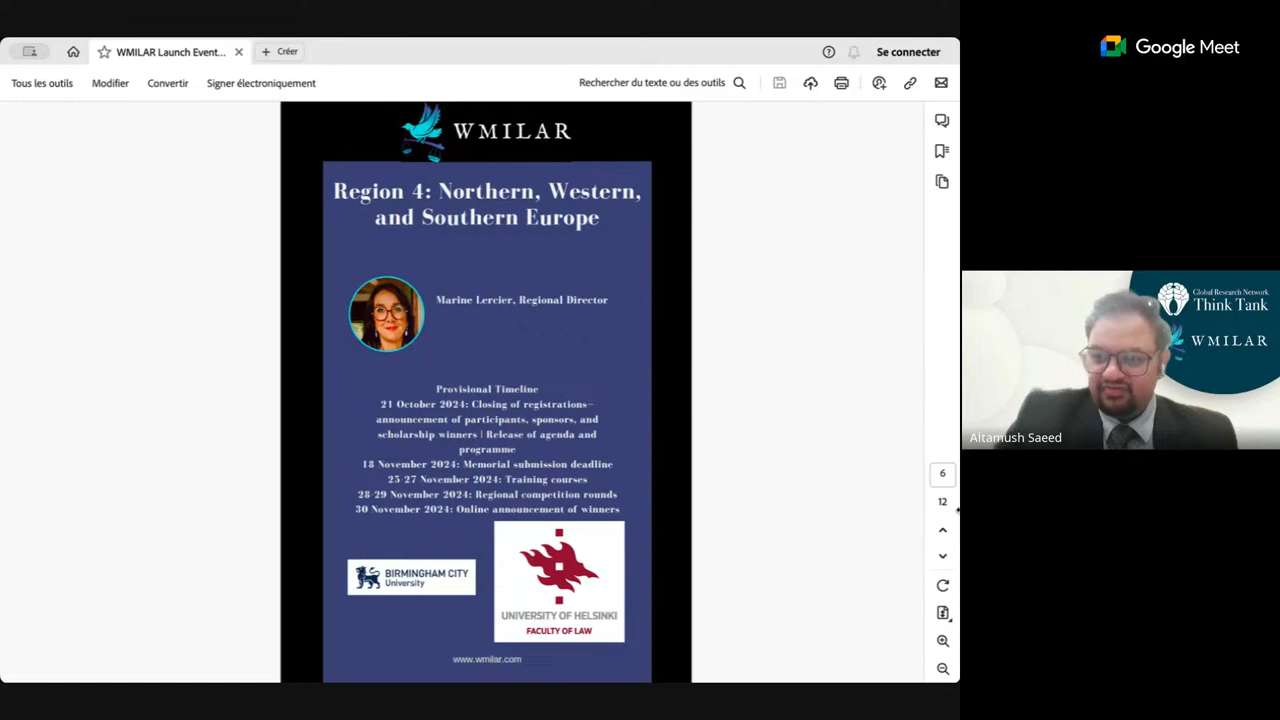 WMILAR Launch Event...
Créer
Se connecter
Tous les outils
Modifier
Convertir
Signer électroniquement
Rechercher du texte ou des outils
WMILAR
Region 4: Northern, Western,
and Southern Europe
Marine Lercier, Regional Director
Provisional Timeline
21 October 2024: Closing of registrations–
announcement of participants, sponsors, and
scholarship winners | Release of agenda and
programme
18 November 2024: Memorial submission deadline
25-27 November 2024: Training courses
28-29 November 2024: Regional competition rounds
30 November 2024: Online announcement of winners
BIRMINGHAM CITY
University
UNIVERSITY OF HELSINKI
FACULTY OF LAW
www.wmilar.com
6
12
Google Meet
Global Research Network
Think Tank
WMILAR
Altamush Saeed